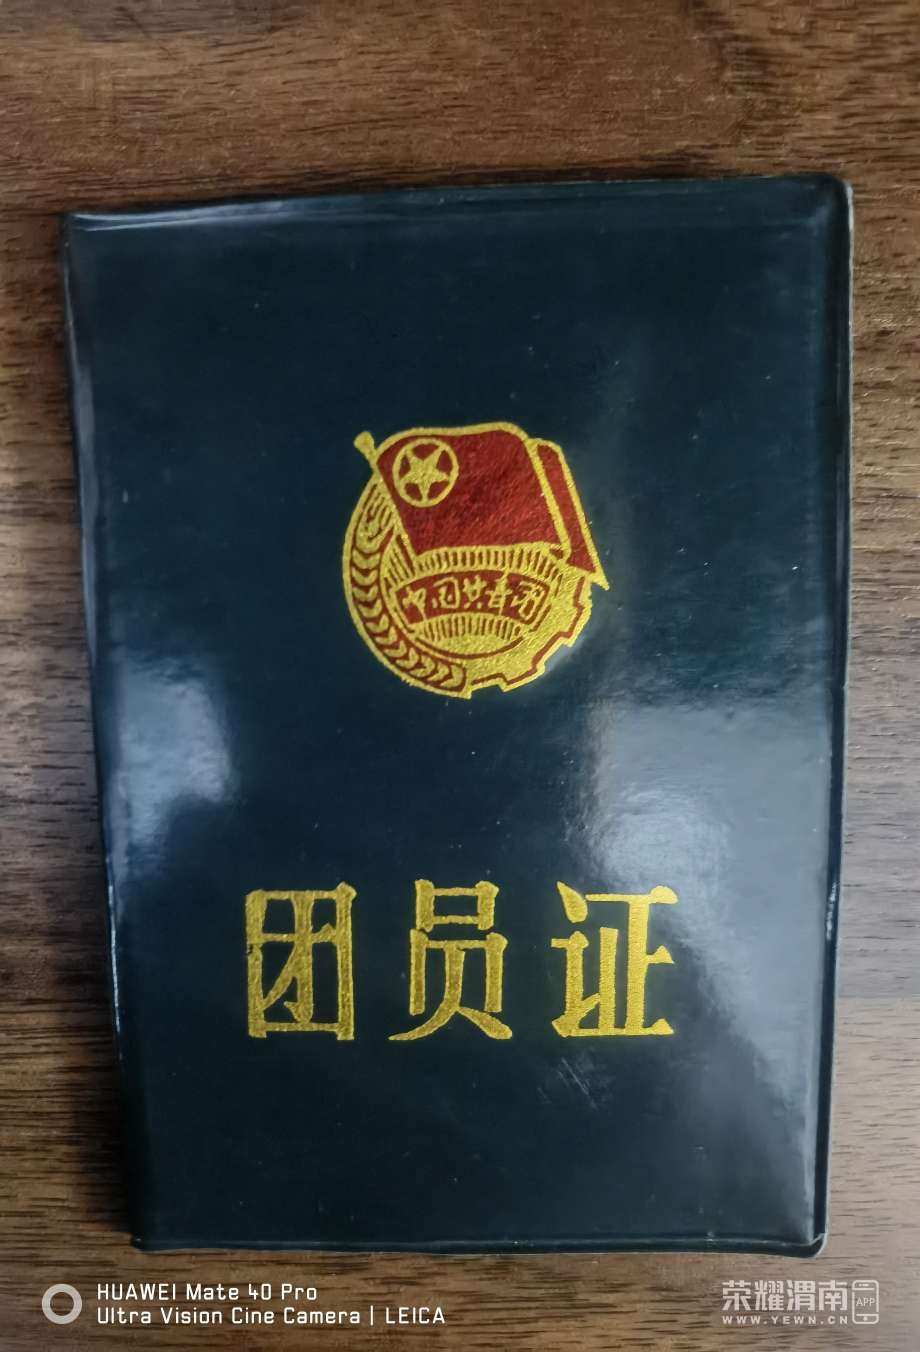 中国共青团
团员证
HUAWEI Mate 40 Pro
Ultra Vision Cine Camera | LEICA
荣耀渭南 APP
WWW.YEWN.CN